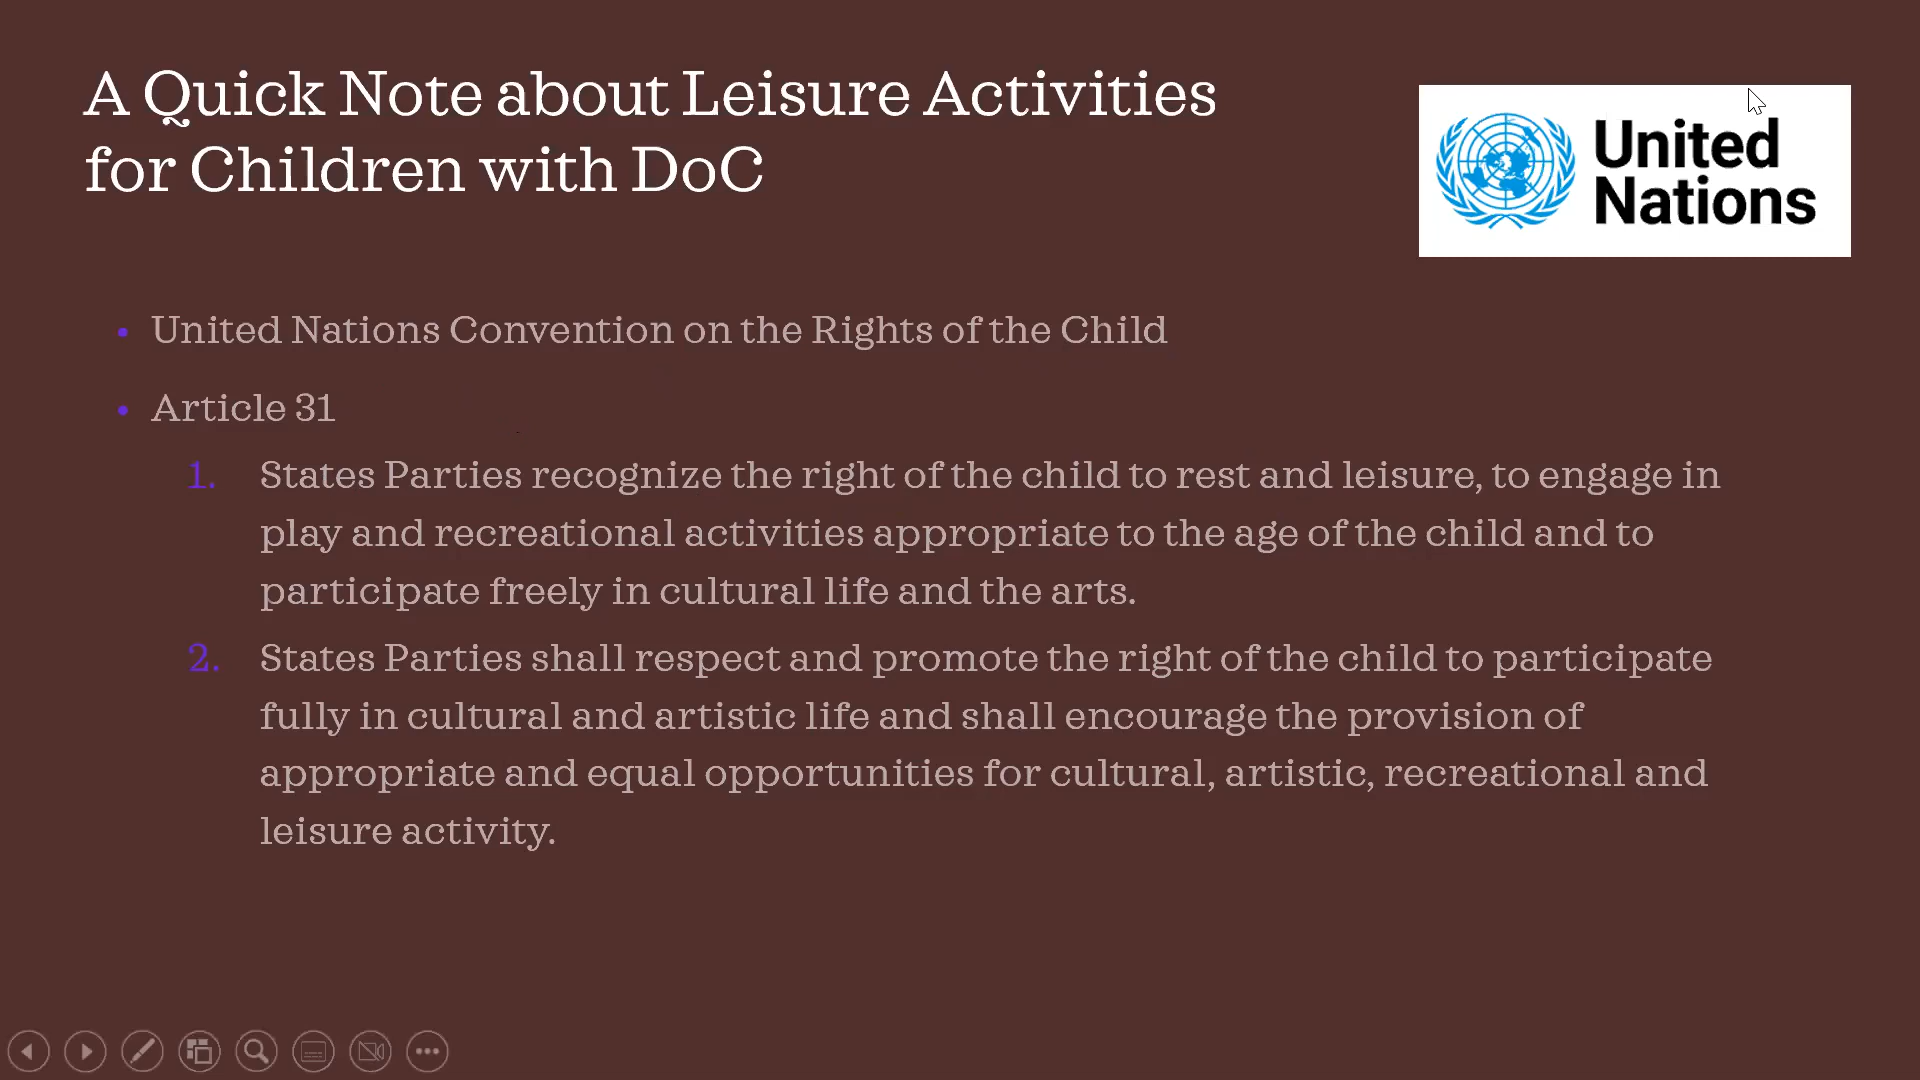 A Quick Note about Leisure Activities
for Children with DoC
United
Nations
• United Nations Convention on the Rights of the Child
• Article 31
1. States Parties recognize the right of the child to rest and leisure, to engage in
play and recreational activities appropriate to the age of the child and to
participate freely in cultural life and the arts.
2. States Parties shall respect and promote the right of the child to participate
fully in cultural and artistic life and shall encourage the provision of
appropriate and equal opportunities for cultural, artistic, recreational and
leisure activity.